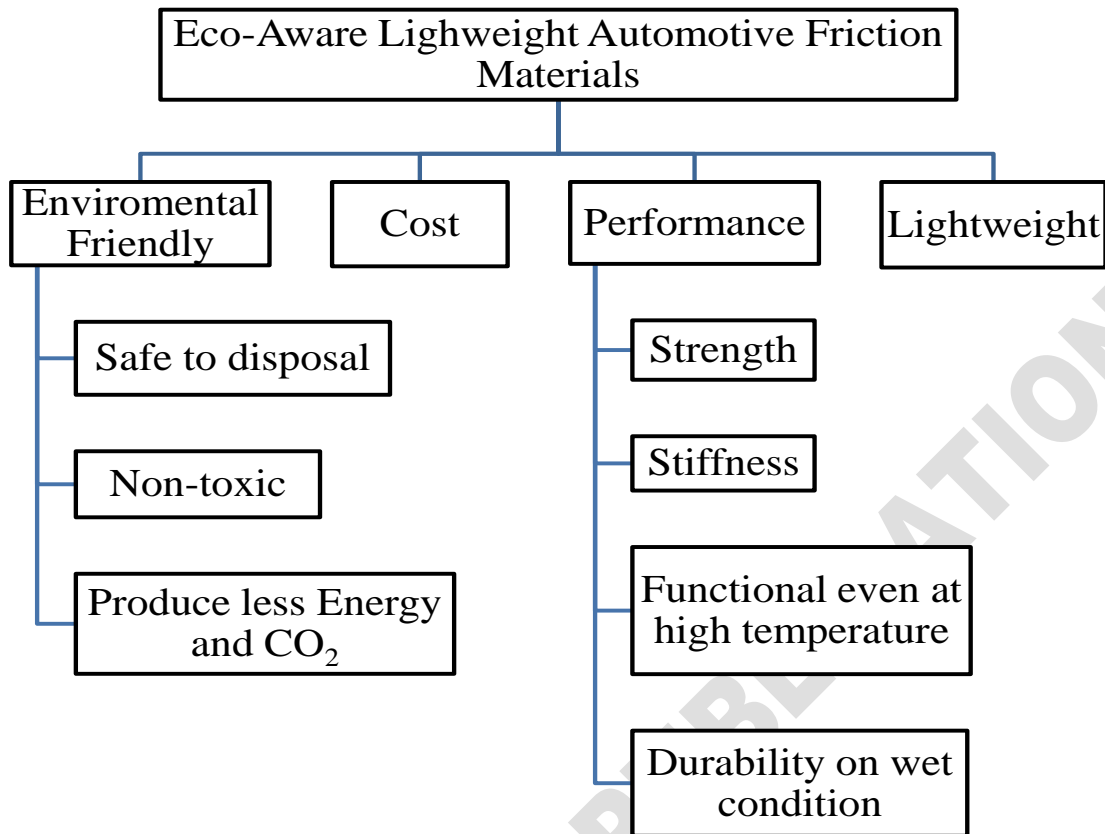 Eco-Aware Lighweight Automotive Friction
Materials
Enviromental
Friendly
Cost
Performance
Lightweight
Safe to disposal
Non-toxic
Produce less Energy
and CO₂
Strength
Stiffness
Functional even at
high temperature
Durability on wet
condition